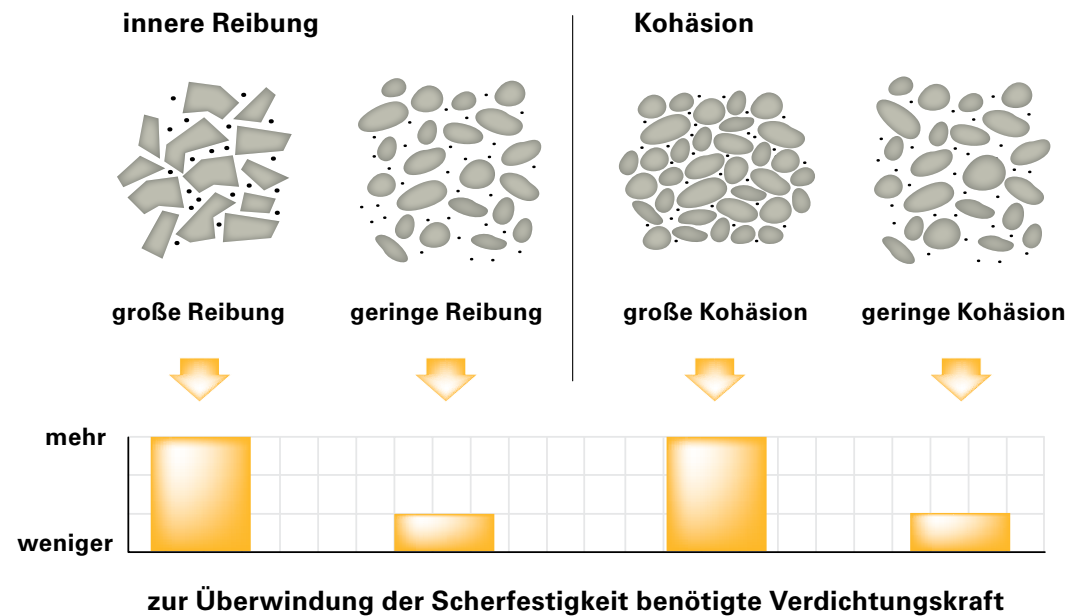 innere Reibung
Kohäsion
große Reibung
geringe Reibung
große Kohäsion
geringe Kohäsion
mehr
weniger
zur Überwindung der Scherfestigkeit benötigte Verdichtungskraft